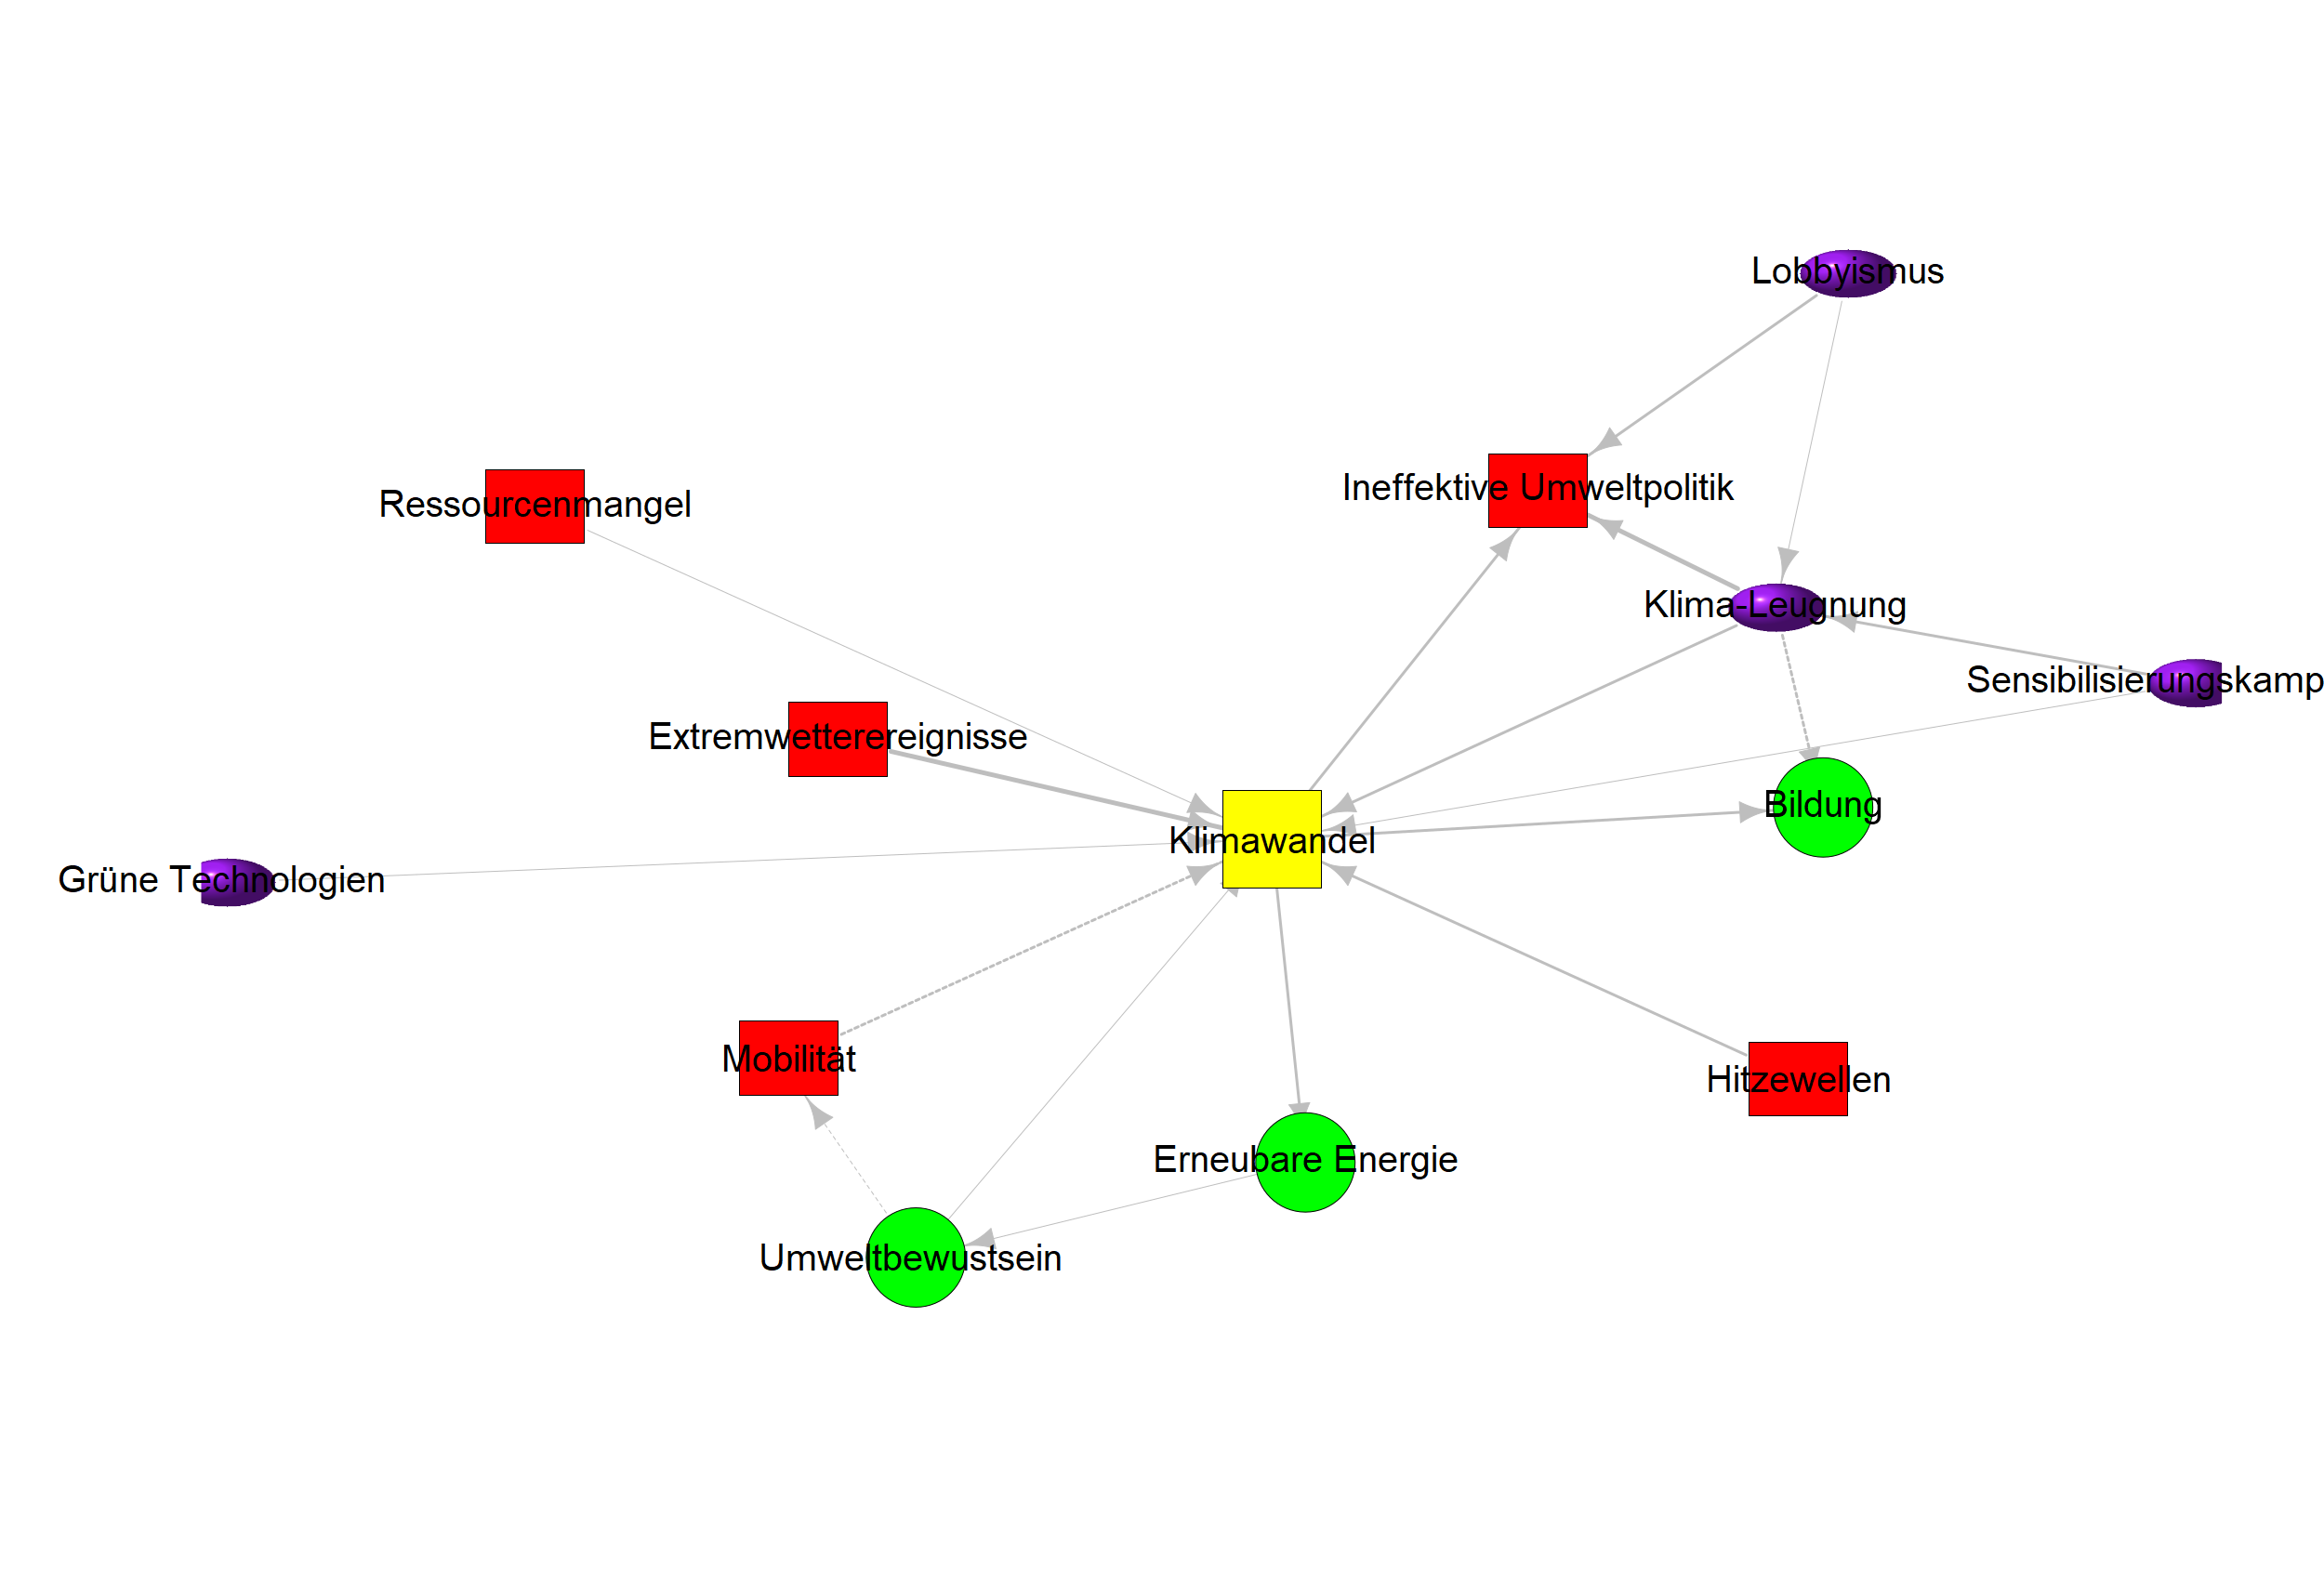 Lobbyismus
Ineffektive Umweltpolitik
Ressourcenmangel
Klima-Leugnung
Sensibilisierungskamp
Extremwetterereignisse
Bildung
Klimawandel
Grüne Technologien
Mobilität
Hitzewellen
Erneubare Energie
Umweltbewustsein